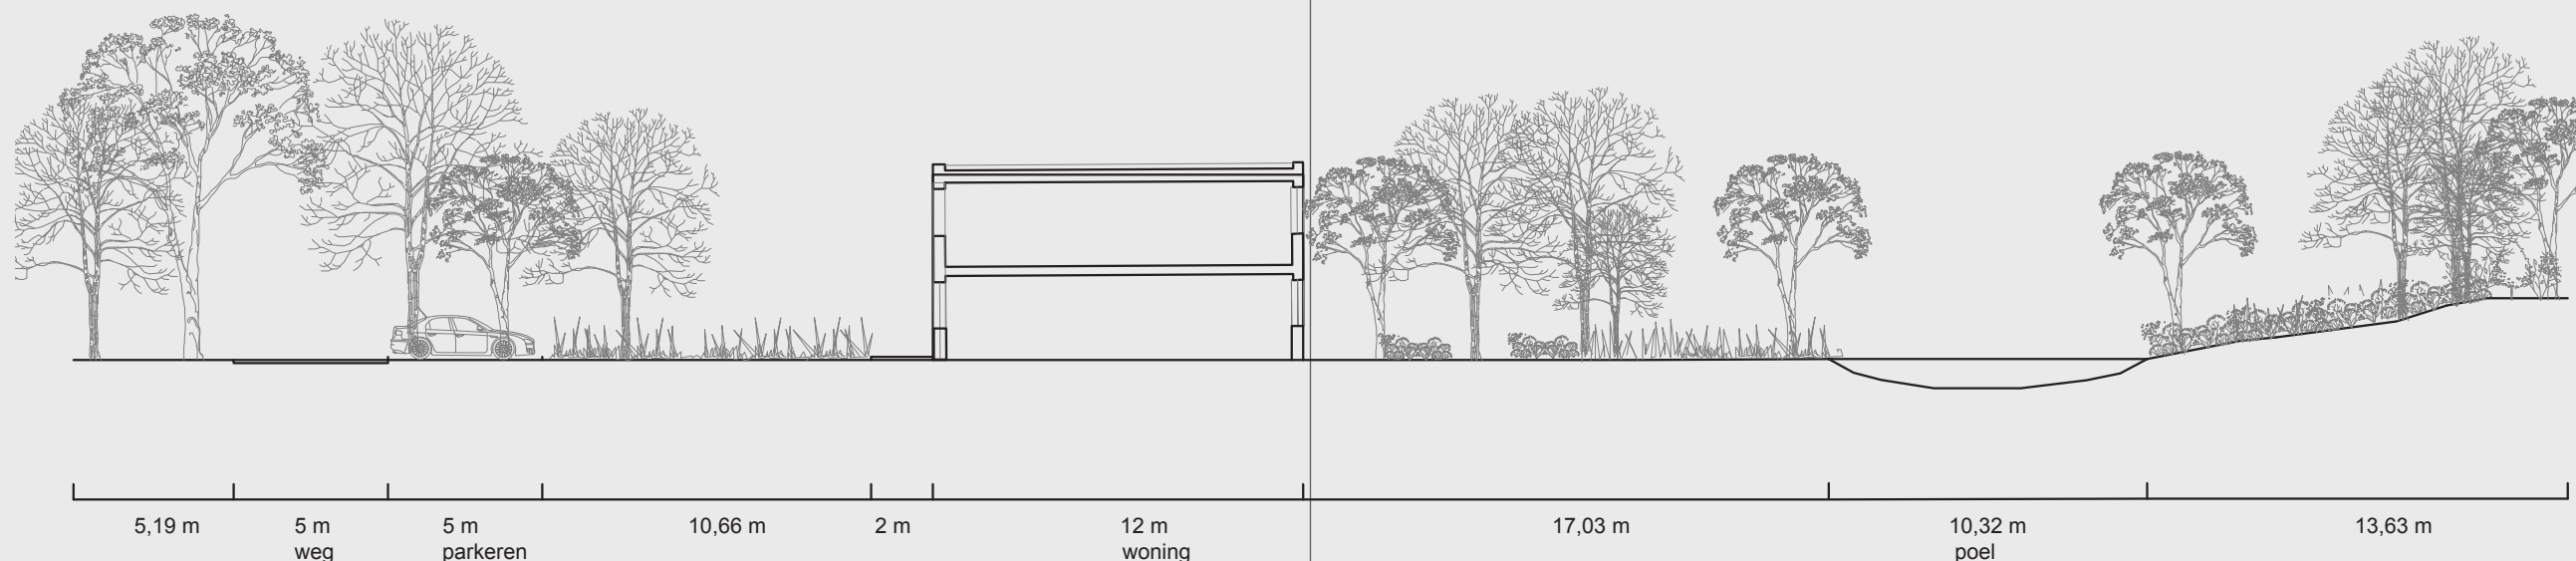 5,19 m
5 m
weg
5 m
parkeren
10,66 m
2 m
12 m
woning
17,03 m
10,32 m
poel
13,63 m